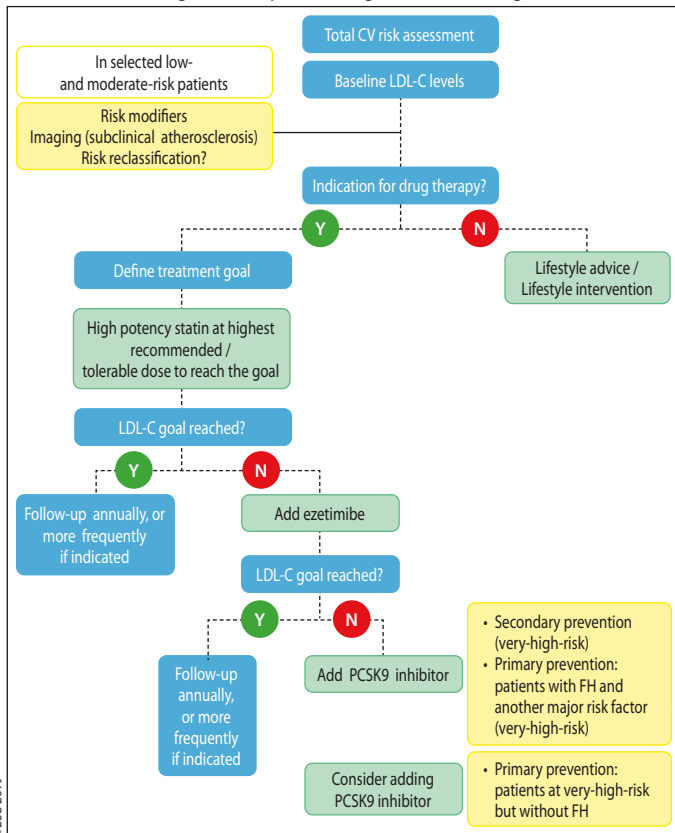 Total CV risk assessment
In selected low-
and moderate-risk patients
Baseline LDL-C levels
Risk modifiers
Imaging (subclinical atherosclerosis)
Risk reclassification?
Indication for drug therapy?
Y
N
Define treatment goal
Lifestyle advice /
Lifestyle intervention
High potency statin at highest
recommended /
tolerable dose to reach the goal
LDL-C goal reached?
Y
N
Follow-up annually, or
more frequently
if indicated
Add ezetimibe
LDL-C goal reached?
Y
N
Follow-up
annually,
or more
frequently
if indicated
Add PCSK9 inhibitor
• Secondary prevention
(very-high-risk)
• Primary prevention:
patients with FH and
another major risk factor
(very-high-risk)
Consider adding
PCSK9 inhibitor
• Primary prevention:
patients at very-high-risk
but without FH